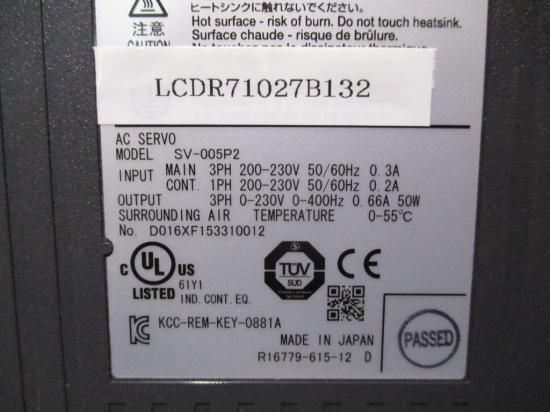 ヒートシンクに触れないでください。
注意
Hot surface - risk of burn. Do not touch heatsink.
Surface chaude - risque de brûlure.
LCDR71027B132
AC SERVO
MODEL SV-005P2
INPUT MAIN 3PH 200-230V 50/60Hz 0.3A
CONT. 1PH 200-230V 50/60Hz 0.2A
OUTPUT 3PH 0-230V 0-400Hz 0.66A 50W
SURROUNDING AIR TEMPERATURE 0-55℃
No. D016XF153310012
C UL US
LISTED 61Y1
IND. CONT. EQ.
TÜV
SÜD
CE
KCC-REM-KEY-0881A
MADE IN JAPAN
R16779-615-12 D
PASSED